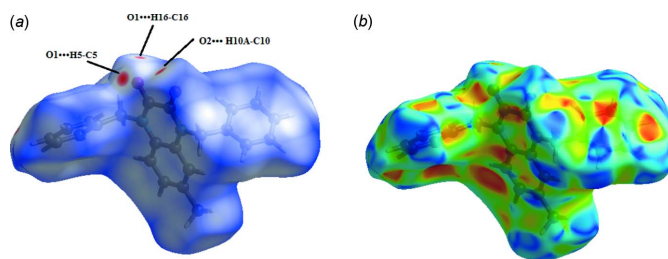 (a)
O1•••H16-C16
(b)
O1•••H5-C5
O2••• H10A-C10